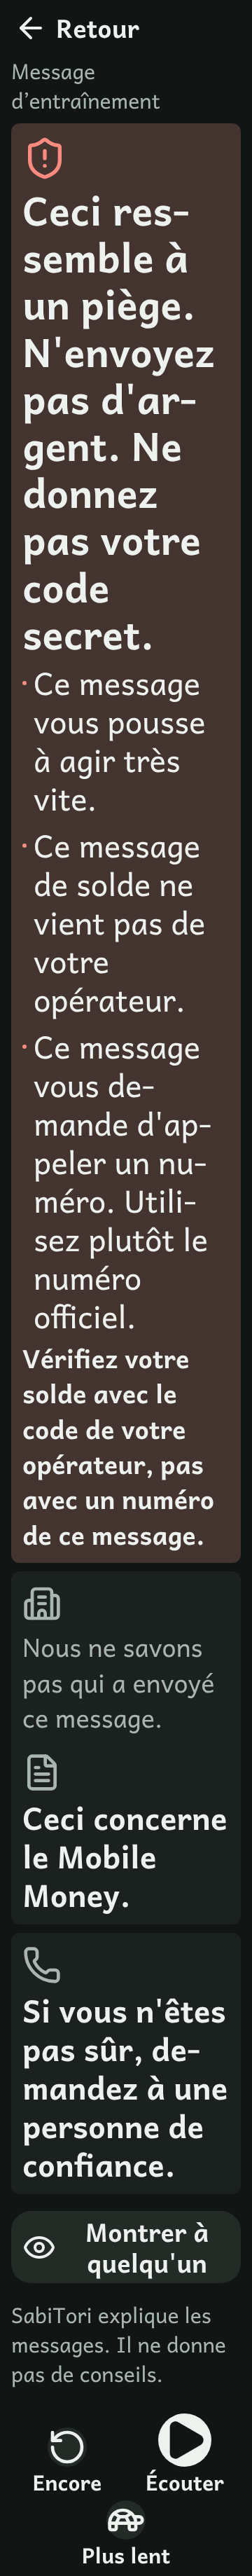 Retour
Message
d’entraînement
Ceci res-
semble à
un piège.
N'envoyez
pas d'ar-
gent. Ne
donnez
pas votre
code
secret.
• Ce message
vous pousse
à agir très
vite.
• Ce message
de solde ne
vient pas de
votre
opérateur.
• Ce message
vous de-
mande d'ap-
peler un nu-
méro. Utili-
sez plutôt le
numéro
officiel.
Vérifiez votre
solde avec le
code de votre
opérateur, pas
avec un numéro
de ce message.
Nous ne savons
pas qui a envoyé
ce message.
Ceci concerne
le Mobile
Money.
Si vous n'êtes
pas sûr, de-
mandez à une
personne de
confiance.
Montrer à
quelqu'un
SabiTori explique les
messages. Il ne donne
pas de conseils.
Encore
Écouter
Plus lent